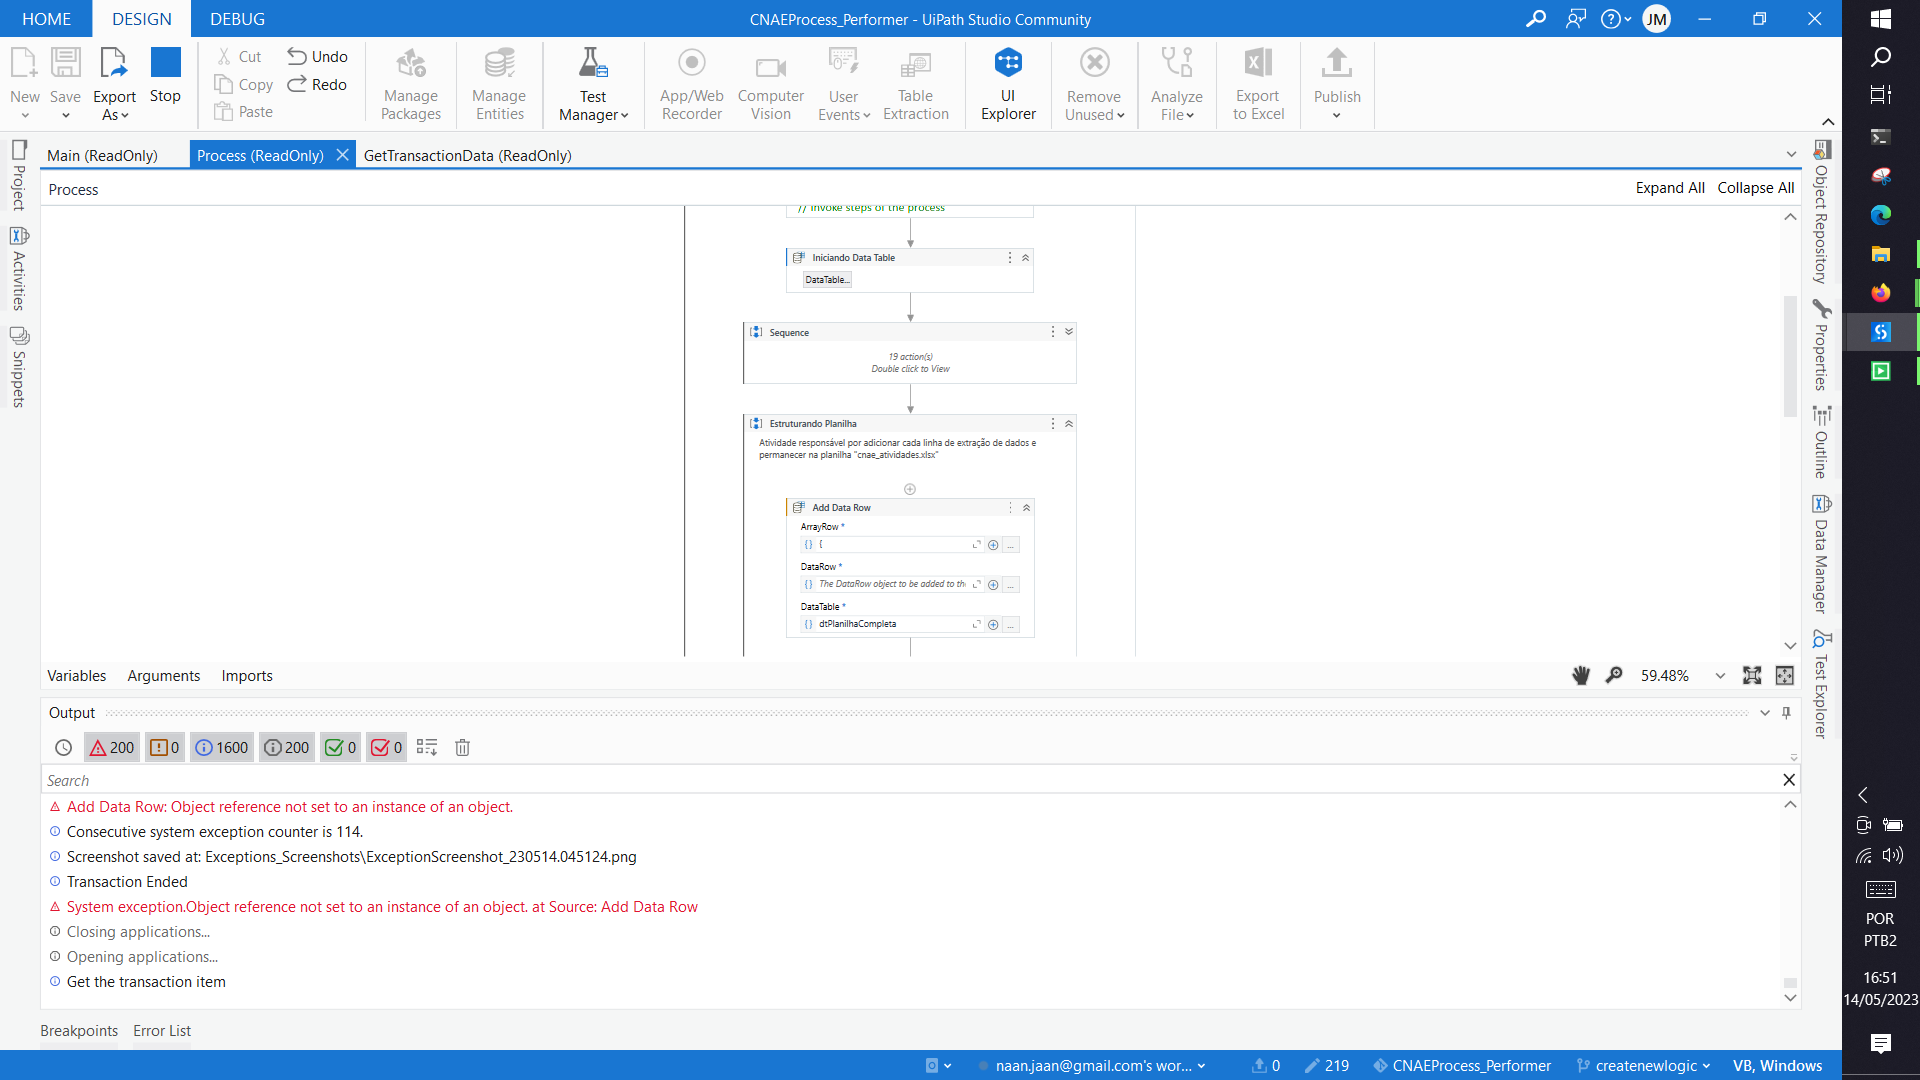 HOME DESIGN DEBUG
CNAEProcess_Performer - UiPath Studio Community
JM
New
Save
Export As
Stop
Cut
Copy
Paste
Undo
Redo
Manage Packages
Manage Entities
Test Manager
App/Web Recorder
Computer Vision
User Events
Table Extraction
UI Explorer
Remove Unused
Analyze File
Export to Excel
Publish
Main (ReadOnly)
Process (ReadOnly)
GetTransactionData (ReadOnly)
Process
Expand All Collapse All
Project
Activities
Snippets
Object Repository
Properties
Outline
Data Manager
Test Explorer
// Invoke steps of the process
Iniciando Data Table
DataTable...
Sequence
19 action(s)
Double click to View
Estruturando Planilha
Atividade responsável por adicionar cada linha de extração de dados e
permanecer na planilha "cnae_atividades.xlsx"
Add Data Row
ArrayRow *
{} {
...
DataRow *
{} The DataRow object to be added to the
...
DataTable *
{} dtPlanilhaCompleta
...
Variables Arguments Imports
59.48%
Output
200 0 1600 200 0 0
Search
Add Data Row: Object reference not set to an instance of an object.
Consecutive system exception counter is 114.
Screenshot saved at: Exceptions_Screenshots\ExceptionScreenshot_230514.045124.png
Transaction Ended
System exception.Object reference not set to an instance of an object. at Source: Add Data Row
Closing applications...
Opening applications...
Get the transaction item
Breakpoints Error List
naan.jaan@gmail.com's wor...
0
219
CNAEProcess_Performer
createnewlogic
VB, Windows
POR
PTB2
16:51
14/05/2023